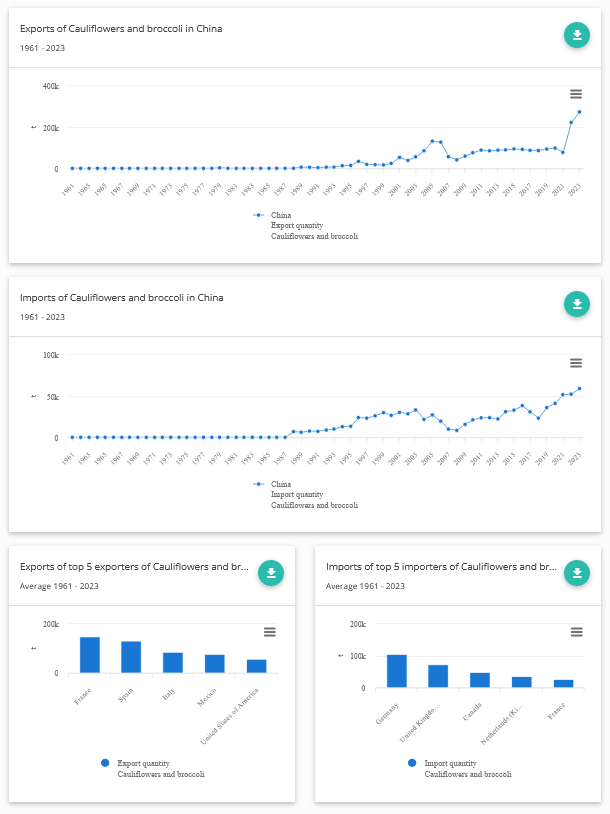 Exports of Cauliflowers and broccoli in China
1961 - 2023
400k
200k
0
t
1961 1963 1965 1967 1969 1971 1973 1975 1977 1979 1981 1983 1985 1987 1989 1991 1993 1995 1997 1999 2001 2003 2005 2007 2009 2011 2013 2015 2017 2019 2021 2023
China
Export quantity
Cauliflowers and broccoli
Imports of Cauliflowers and broccoli in China
1961 - 2023
100k
50k
0
t
1961 1963 1965 1967 1969 1971 1973 1975 1977 1979 1981 1983 1985 1987 1989 1991 1993 1995 1997 1999 2001 2003 2005 2007 2009 2011 2013 2015 2017 2019 2021 2023
China
Import quantity
Cauliflowers and broccoli
Exports of top 5 exporters of Cauliflowers and br...
Average 1961 - 2023
200k
0
t
France Spain Italy Mexico United States of America
Export quantity
Cauliflowers and broccoli
Imports of top 5 importers of Cauliflowers and br...
Average 1961 - 2023
200k
100k
0
t
Germany United Kingdo... Canada Netherlands (Ki... France
Import quantity
Cauliflowers and broccoli